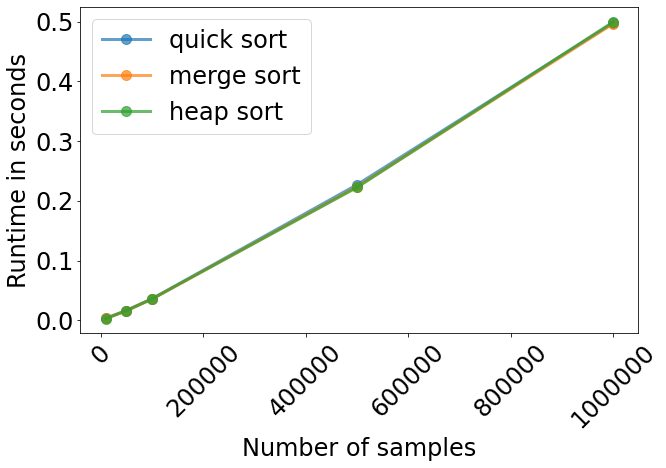 0.5
0.4
0.3
0.2
0.1
0.0
Runtime in seconds
quick sort
merge sort
heap sort
0
200000
400000
600000
800000
1000000
Number of samples